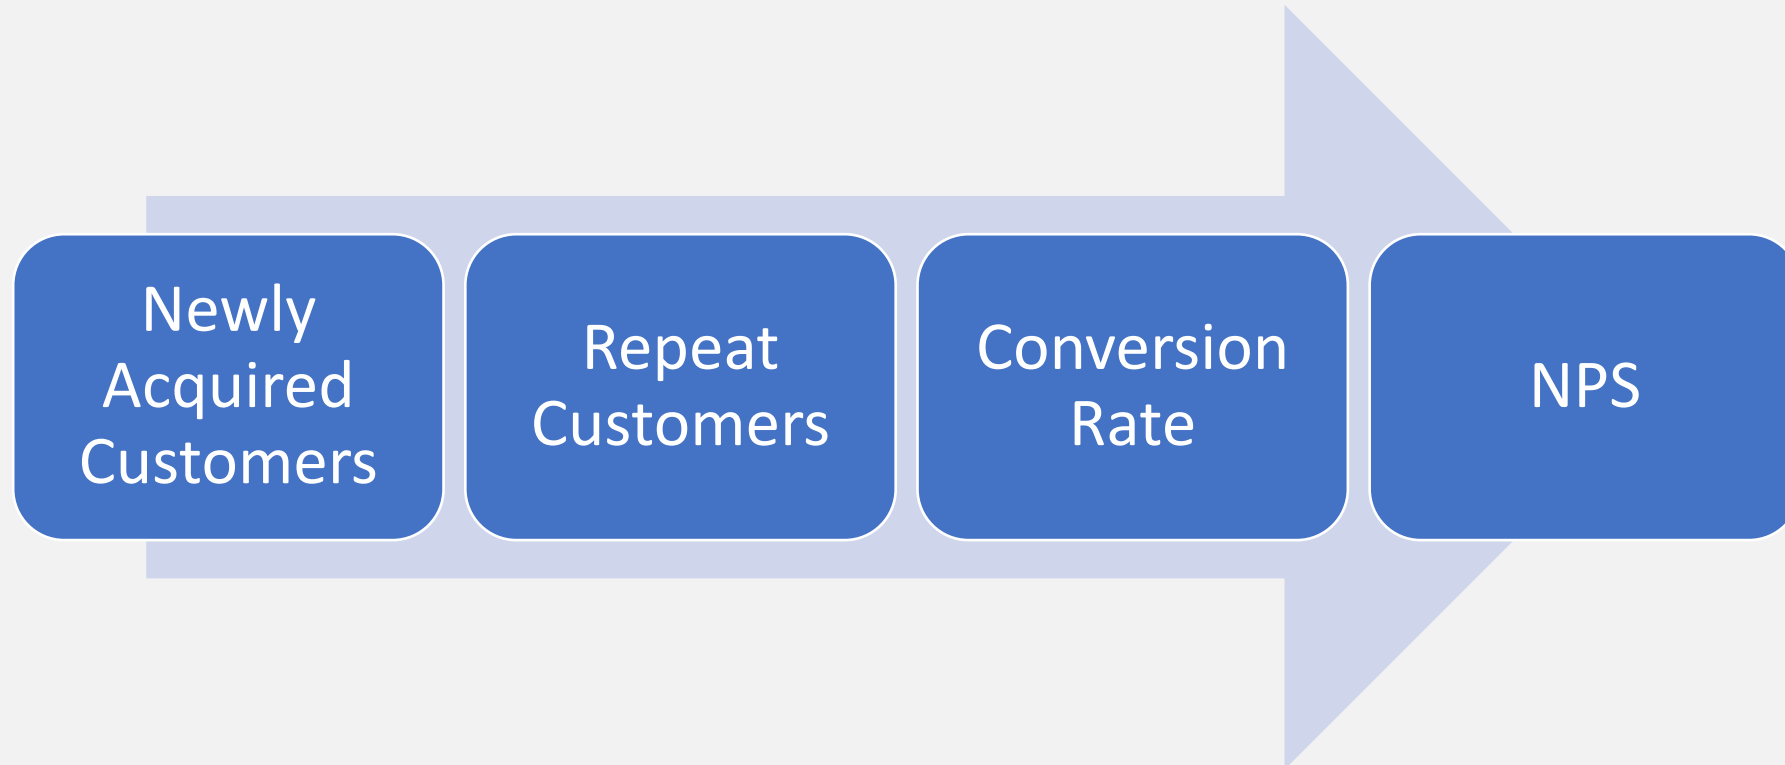 Newly
Acquired
Customers
Repeat
Customers
Conversion
Rate
NPS